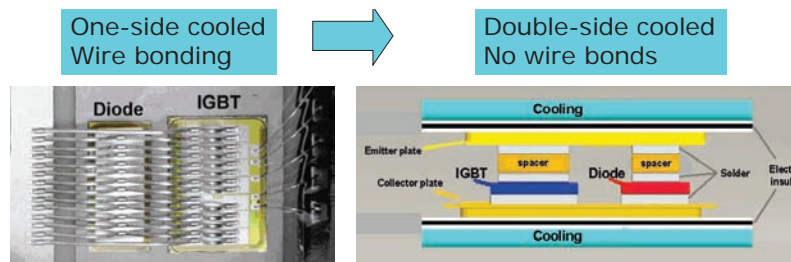 One-side cooled
Wire bonding
Double-side cooled
No wire bonds
Diode
IGBT
Cooling
Emitter plate
spacer
spacer
IGBT
Diode
Solder
Collector plate
Cooling